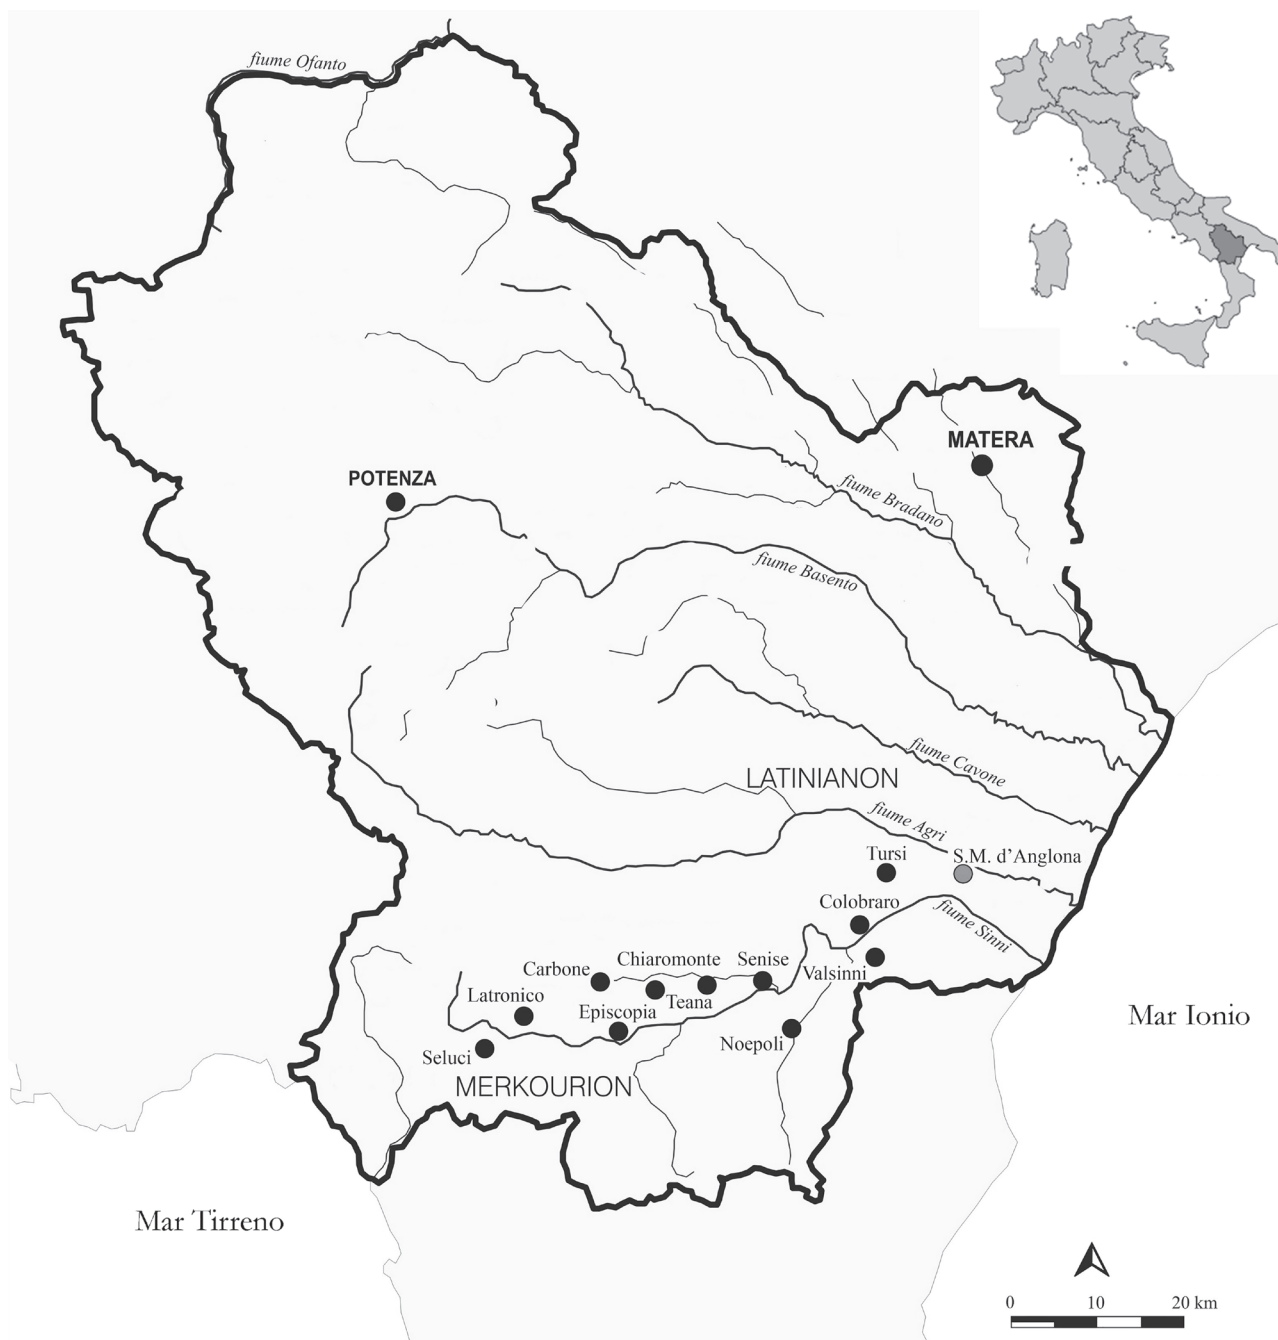 fiume Ofanto
MATERA
POTENZA
fiume Bradano
fiume Basento
fiume Cavone
LATINIANON
fiume Agri
Tursi
S.M. d'Anglona
Colobraro
fiume Sinni
Chiaromonte
Senise
Carbone
Valsinni
Latronico
Teana
Episcopia
Noepoli
Seluci
MERKOURION
Mar Ionio
Mar Tirreno
0 10 20 km